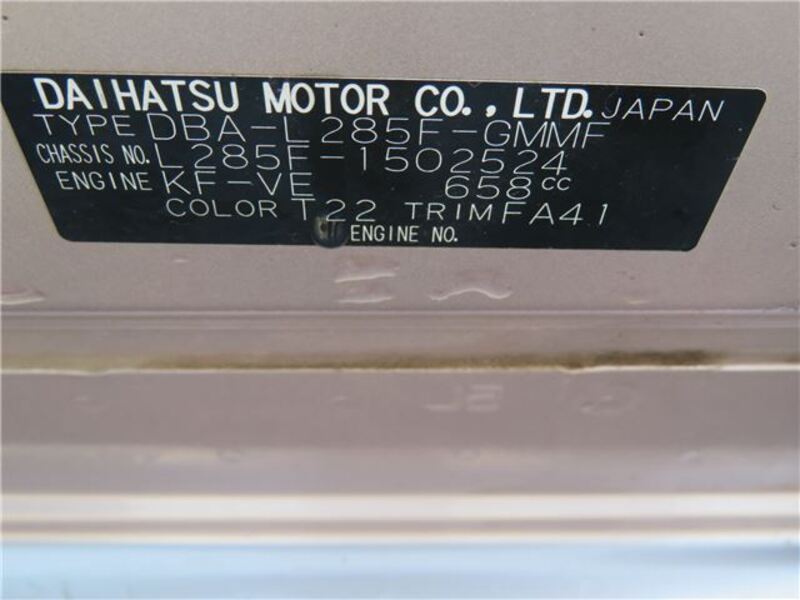 DAIHATSU MOTOR CO., LTD. JAPAN
TYPE DBA-L285F-GMMF
CHASSIS NO. L285F-1502524
ENGINE KF-VE 658cc
COLOR T22 TRIM FA41
ENGINE NO.